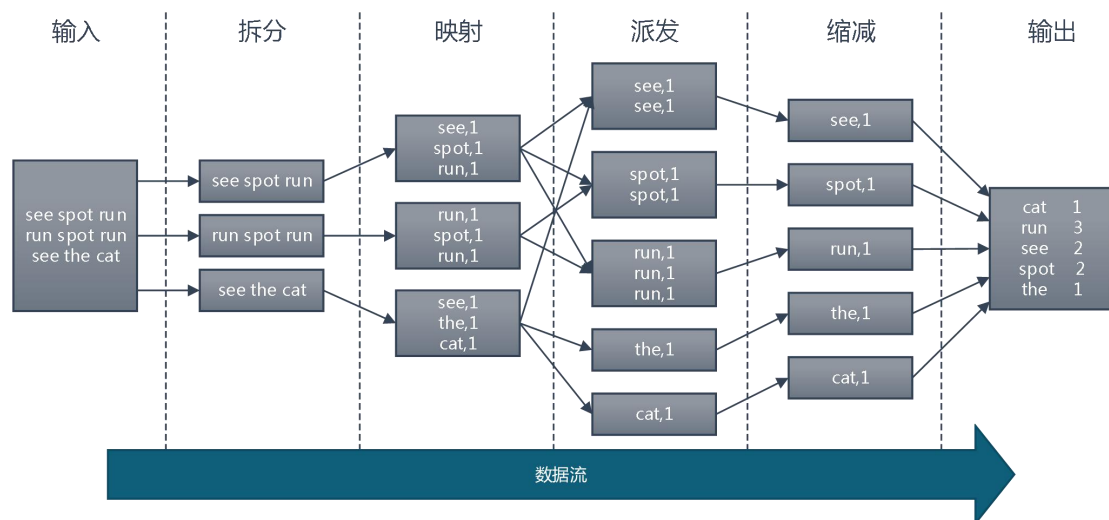 输入
拆分
映射
派发
缩减
输出
see spot run
run spot run
see the cat
see spot run
run spot run
see the cat
see,1
spot,1
run,1
run,1
spot,1
run,1
see,1
the,1
cat,1
see,1
see,1
spot,1
spot,1
run,1
run,1
run,1
the,1
cat,1
see,1
spot,1
run,1
the,1
cat,1
cat 1
run 3
see 2
spot 2
the 1
数据流